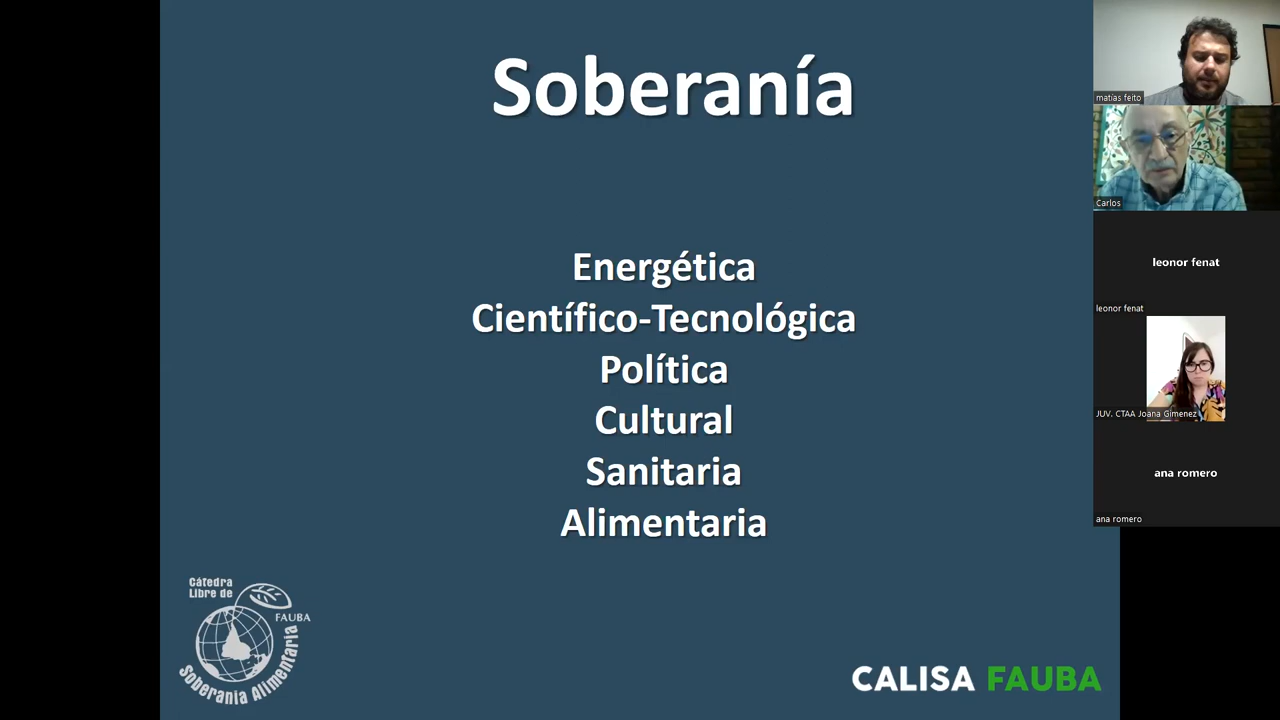 Soberanía
Energética
Científico-Tecnológica
Política
Cultural
Sanitaria
Alimentaria
Cátedra
Libre de
FAUBA
Soberanía Alimentaria
CALISA FAUBA
matías feito
Carlos
leonor fenat
leonor fenat
JUV. CTAA Joana Gimenez
ana romero
ana romero